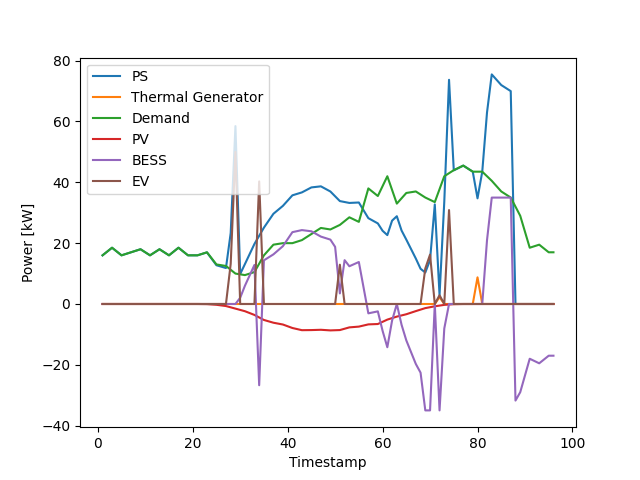 80
60
40
20
0
−20
−40
Power [kW]
PS
Thermal Generator
Demand
PV
BESS
EV
0 20 40 60 80 100
Timestamp